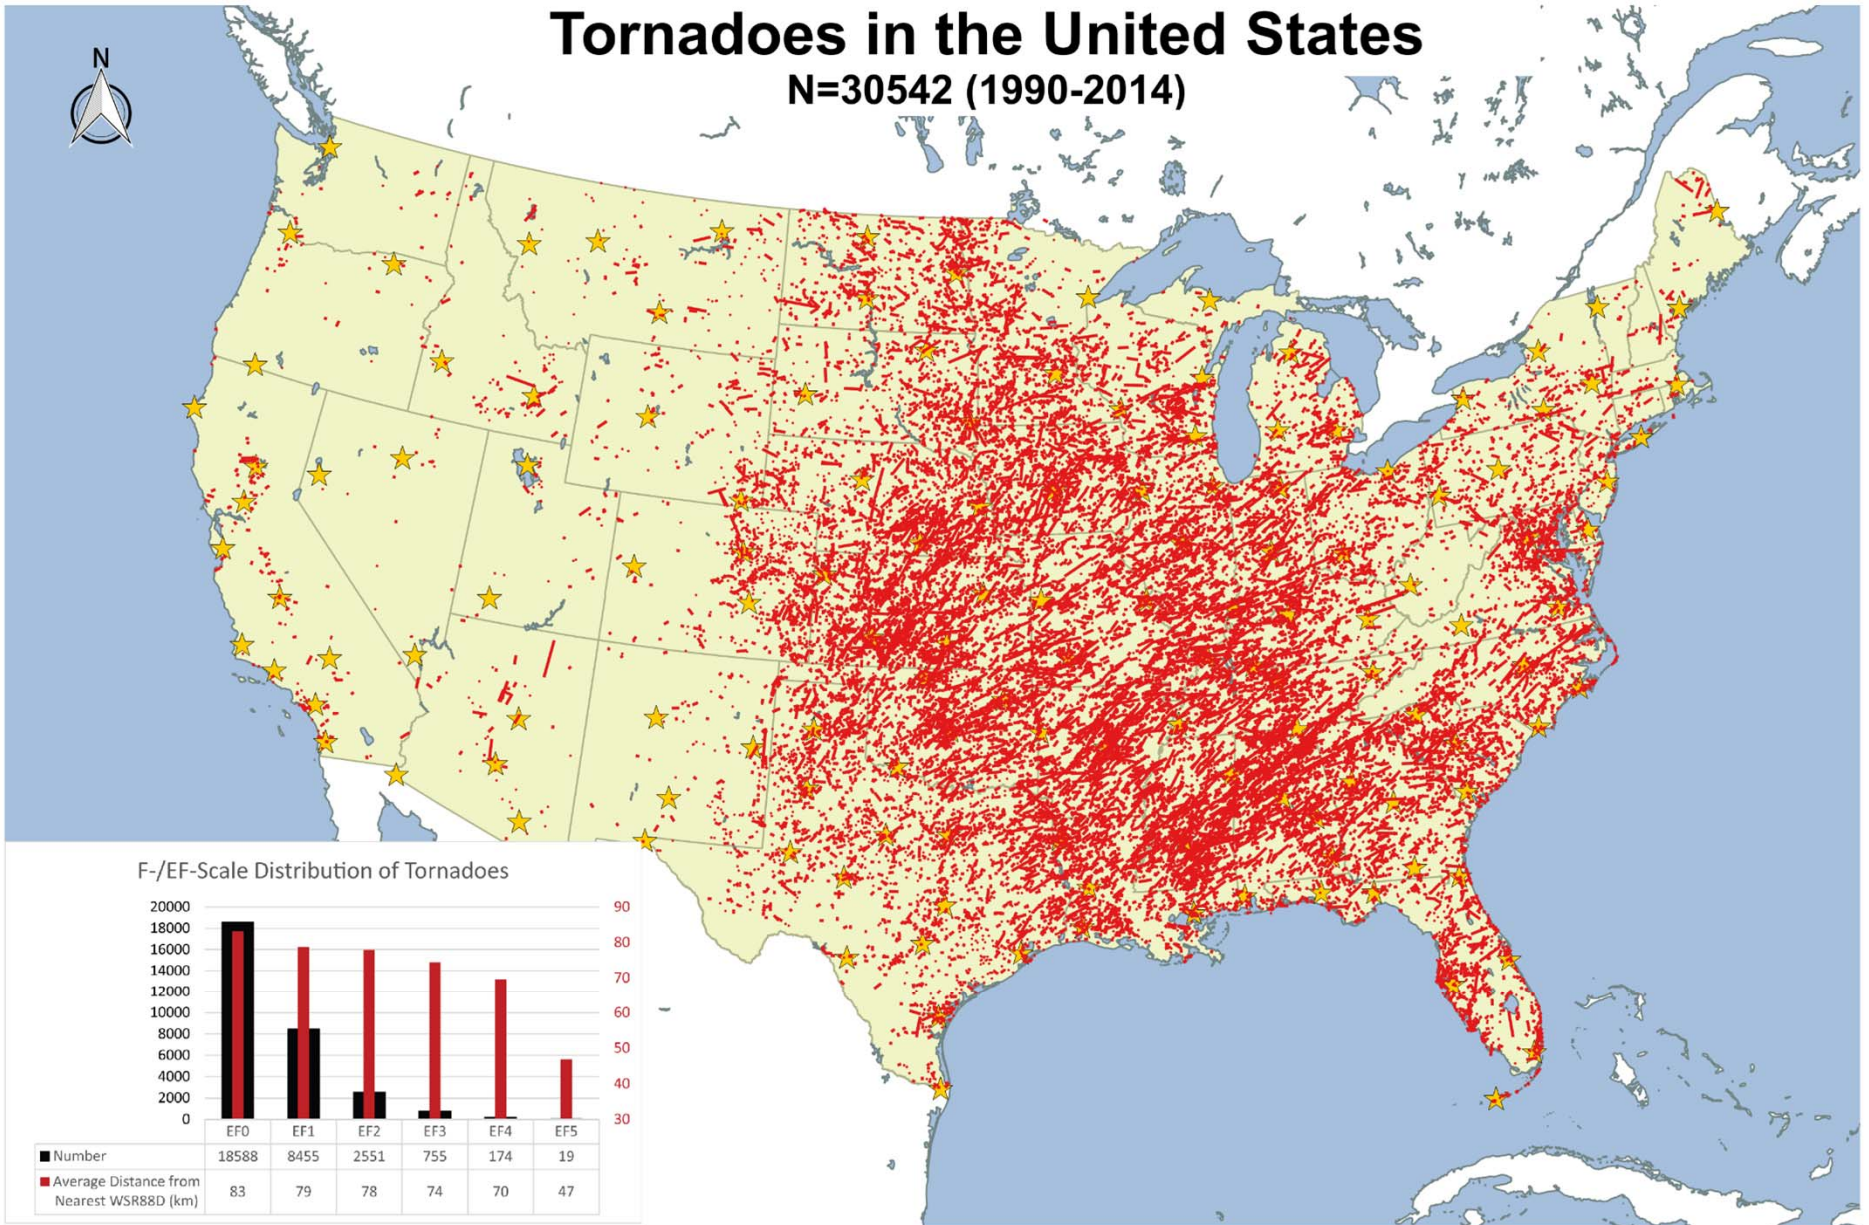 Tornadoes in the United States
N=30542 (1990-2014)
N
F-/EF-Scale Distribution of Tornadoes
20000 90
18000 80
16000
14000 70
12000
10000 60
8000 50
6000
4000 40
2000
0 30
EF0 EF1 EF2 EF3 EF4 EF5
Number 18588 8455 2551 755 174 19
Average Distance from
Nearest WSR88D (km) 83 79 78 74 70 47